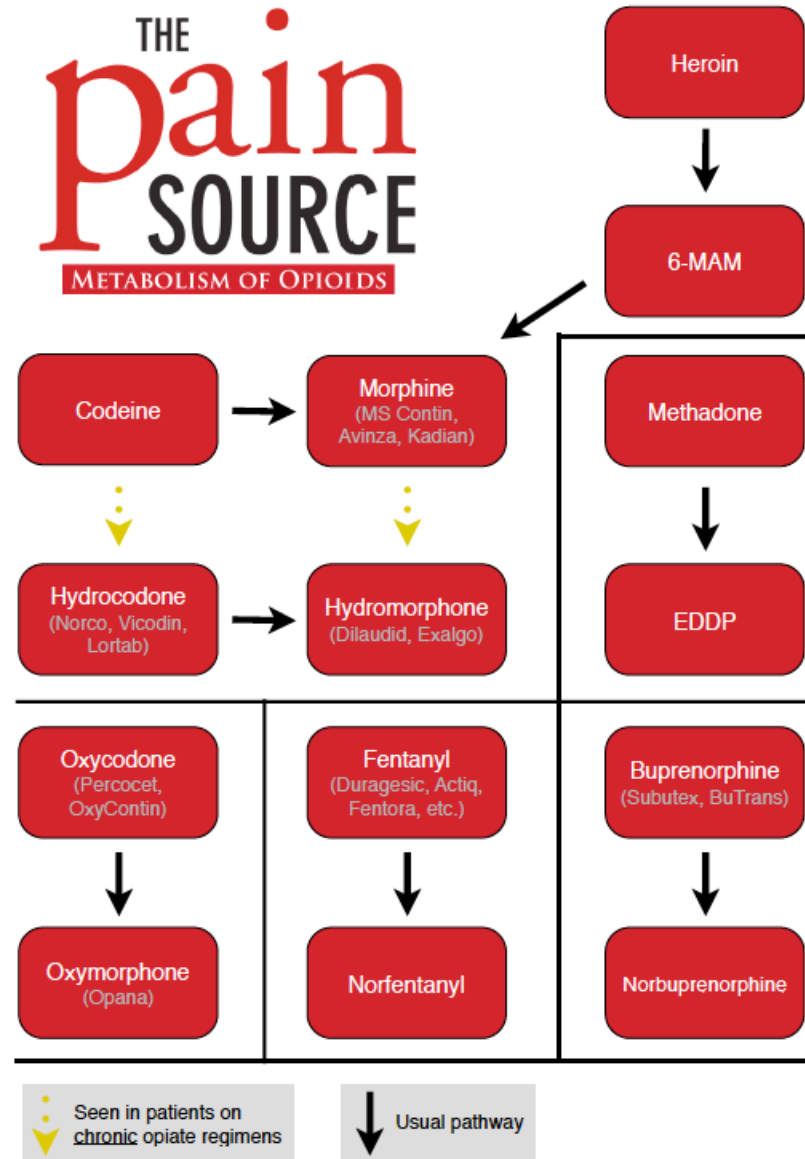 THE
pain
SOURCE
METABOLISM OF OPIOIDS
Heroin
6-MAM
Codeine
Morphine
(MS Contin,
Avinza, Kadian)
Methadone
Hydrocodone
(Norco, Vicodin,
Lortab)
Hydromorphone
(Dilaudid, Exalgo)
EDDP
Oxycodone
(Percocet,
OxyContin)
Fentanyl
(Duragesic, Actiq,
Fentora, etc.)
Buprenorphine
(Subutex, BuTrans)
Oxymorphone
(Opana)
Norfentanyl
Norbuprenorphine
Seen in patients on
chronic opiate regimens
Usual pathway